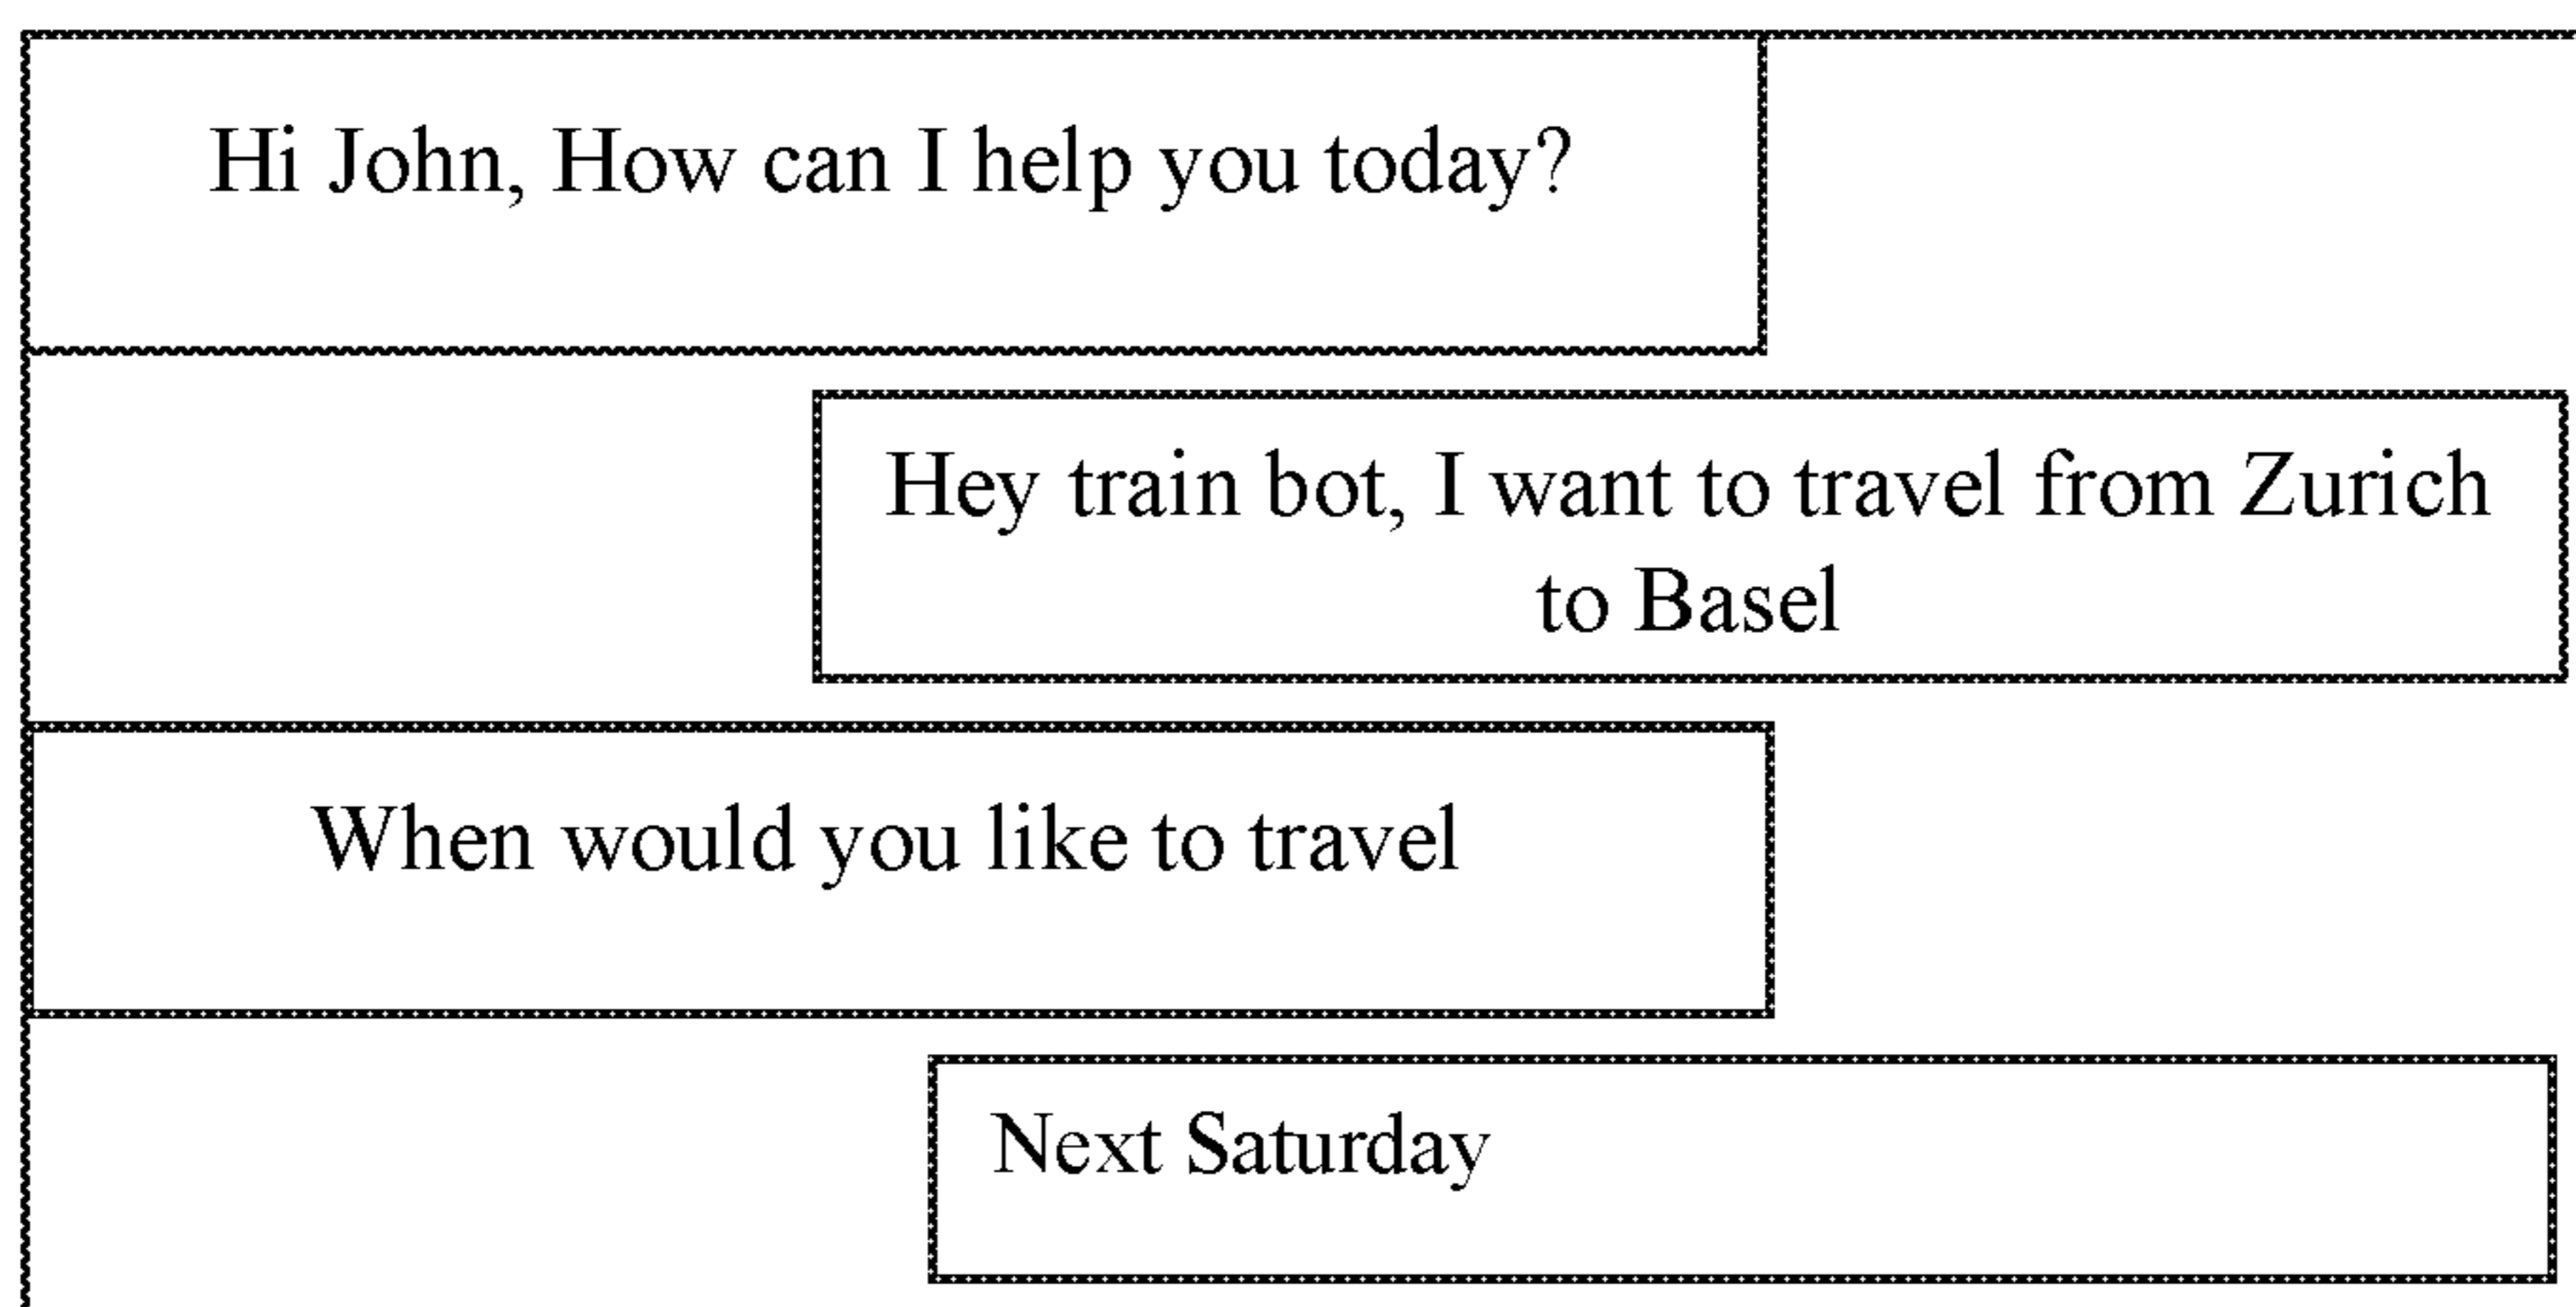 Hi John, How can I help you today?
Hey train bot, I want to travel from Zurich
to Basel
When would you like to travel
Next Saturday